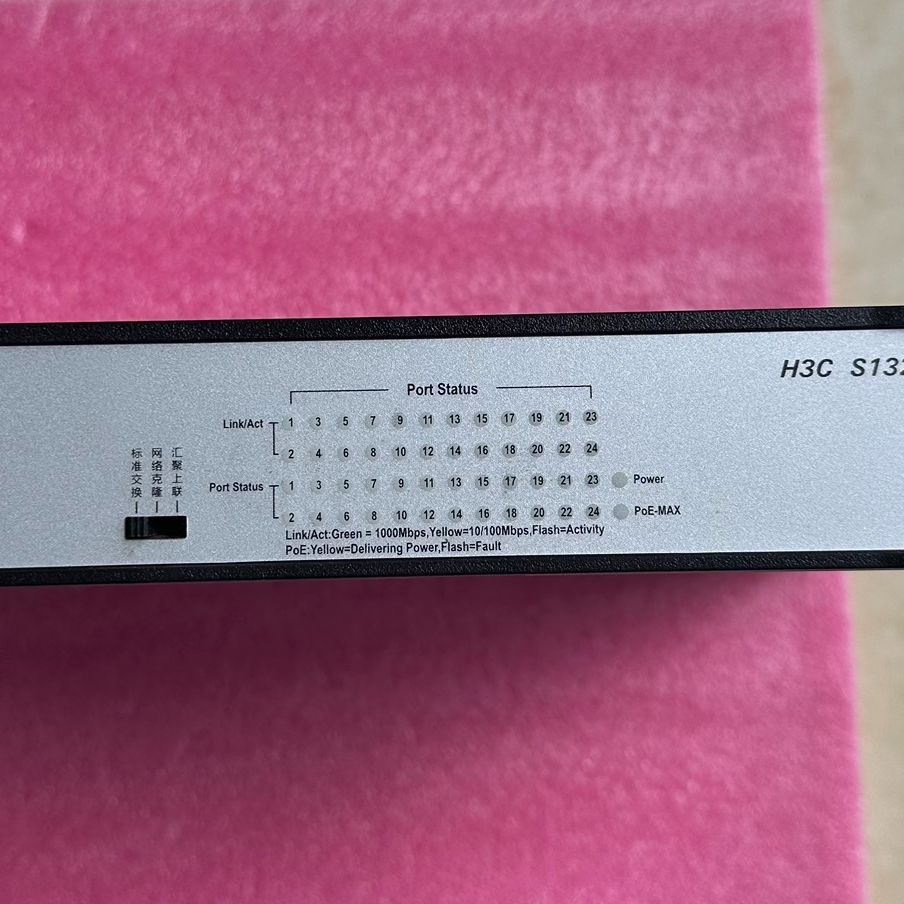 H3C S132
Port Status
Link/Act 1 3 5 7 9 11 13 15 17 19 21 23
2 4 6 8 10 12 14 16 18 20 22 24
Port Status 1 3 5 7 9 11 13 15 17 19 21 23 Power
2 4 6 8 10 12 14 16 18 20 22 24 PoE-MAX
Link/Act:Green = 1000Mbps,Yellow=10/100Mbps,Flash=Activity
PoE:Yellow=Delivering Power,Flash=Fault
标准交换
网络克隆
汇聚上联